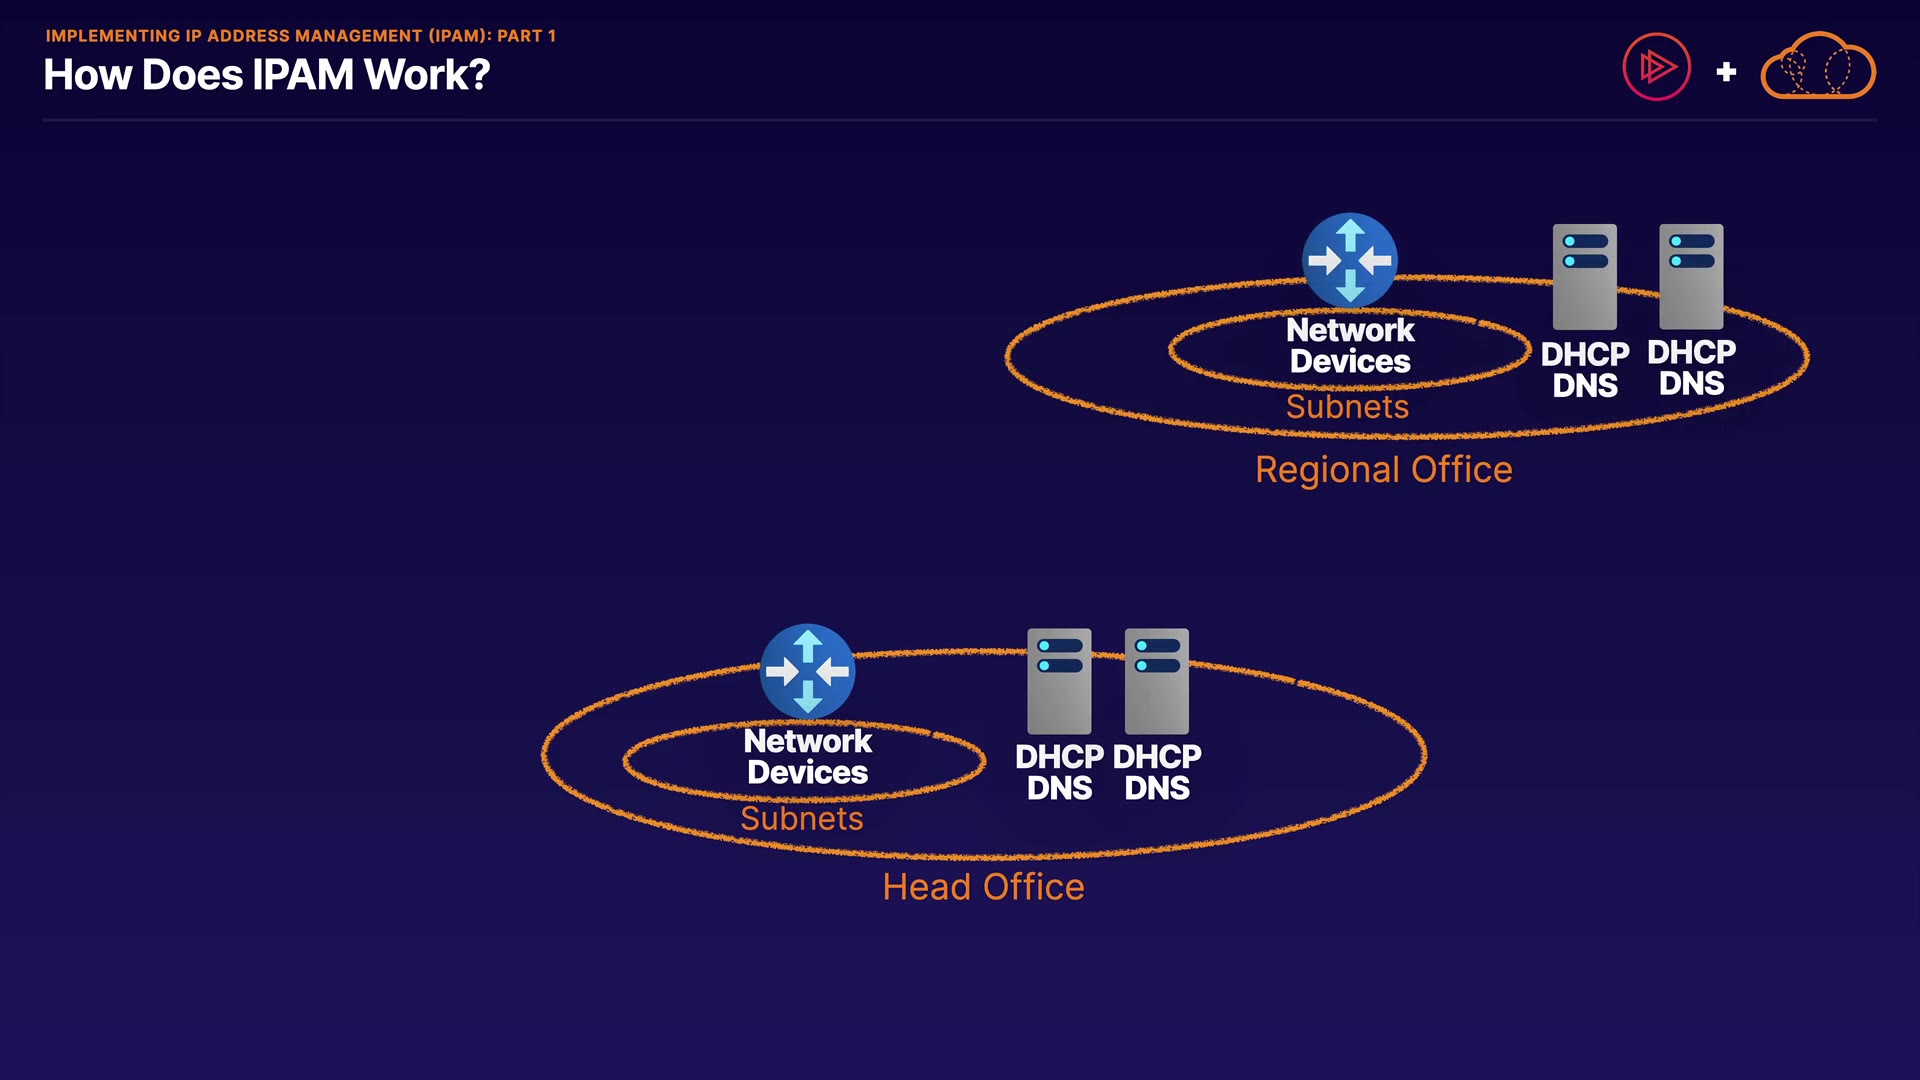 IMPLEMENTING IP ADDRESS MANAGEMENT (IPAM): PART 1
How Does IPAM Work?
Network
Devices
Subnets
DHCP
DNS
DHCP
DNS
Regional Office
Network
Devices
Subnets
DHCP
DNS
DHCP
DNS
Head Office